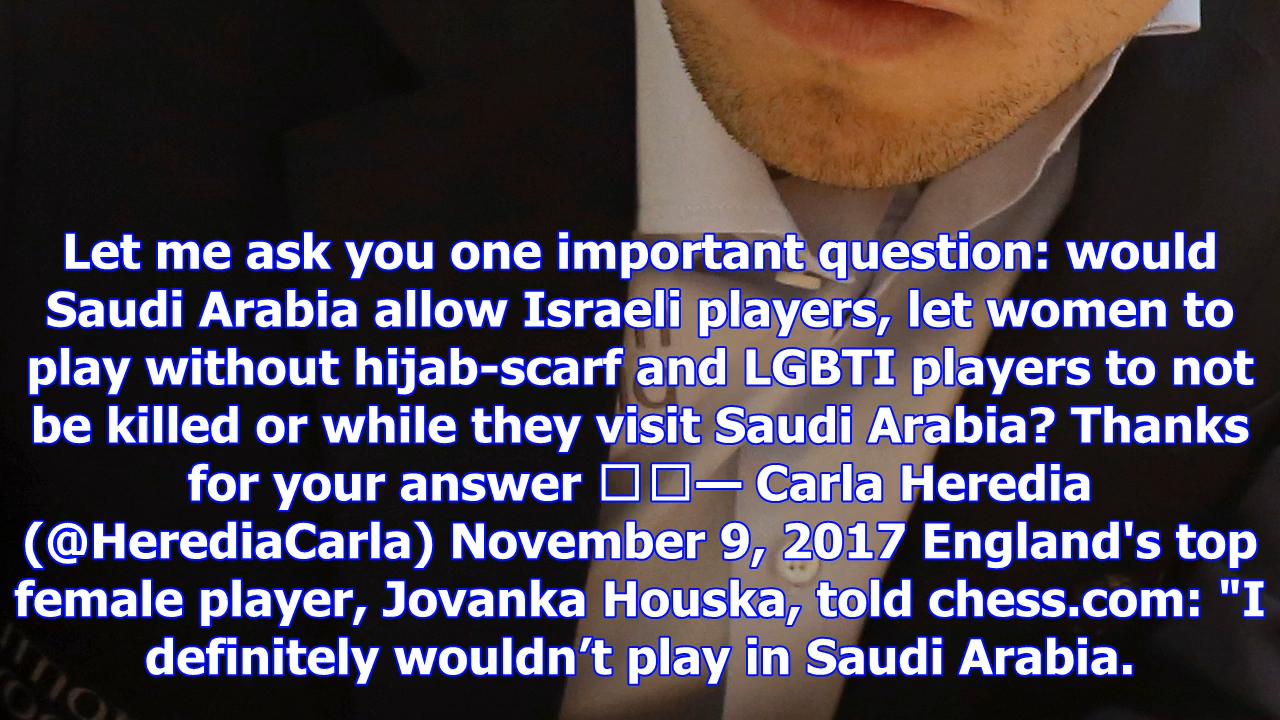 Let me ask you one important question: would
Saudi Arabia allow Israeli players, let women to
play without hijab-scarf and LGBTI players to not
be killed or while they visit Saudi Arabia? Thanks
for your answer □□— Carla Heredia
(@HerediaCarla) November 9, 2017 England's top
female player, Jovanka Houska, told chess.com: "I
definitely wouldn’t play in Saudi Arabia.